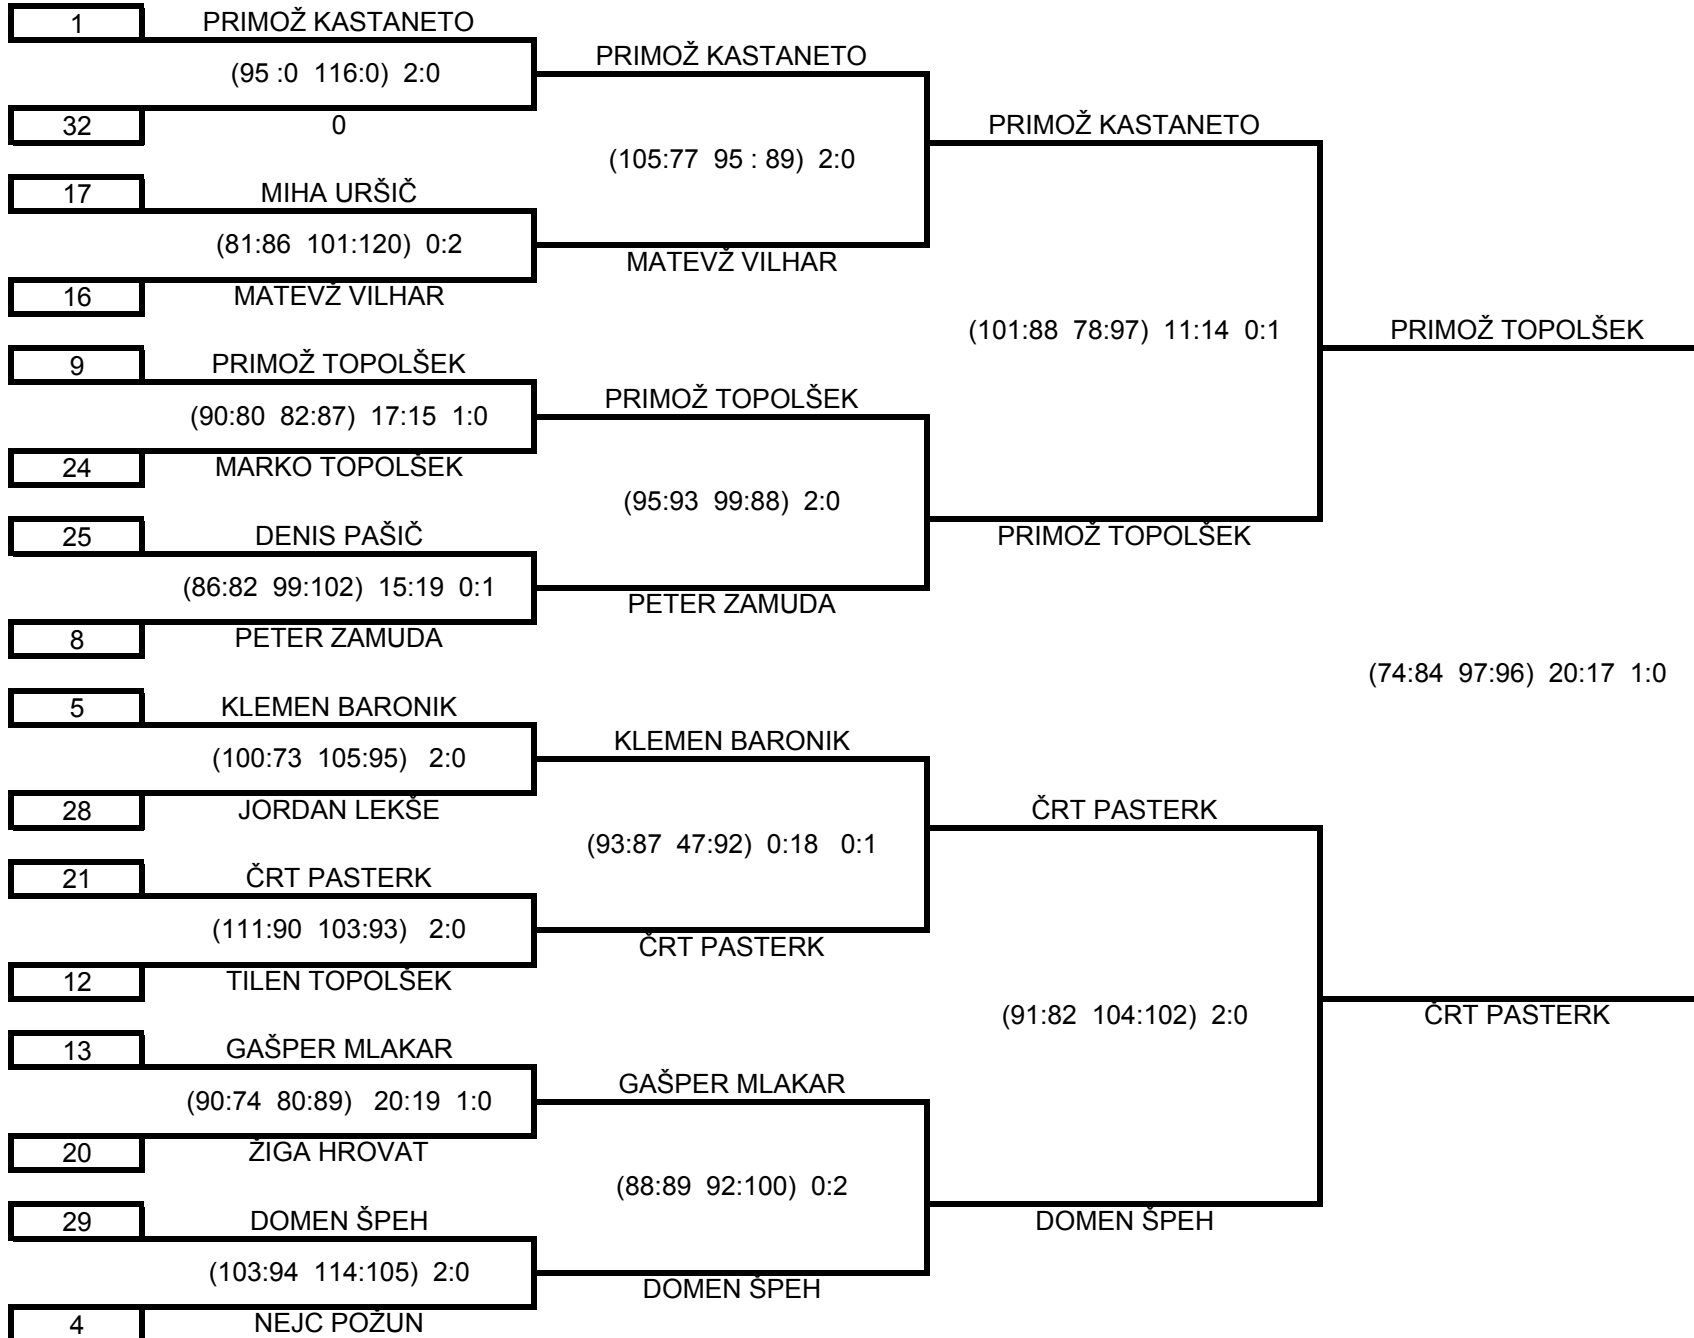 1 PRIMOŽ KASTANETO
(95 :0 116:0) 2:0
32 0
17 MIHA URŠIČ
(81:86 101:120) 0:2
16 MATEVŽ VILHAR
9 PRIMOŽ TOPOLŠEK
(90:80 82:87) 17:15 1:0
24 MARKO TOPOLŠEK
25 DENIS PAŠIČ
(86:82 99:102) 15:19 0:1
8 PETER ZAMUDA
5 KLEMEN BARONIK
(100:73 105:95) 2:0
28 JORDAN LEKŠE
21 ČRT PASTERK
(111:90 103:93) 2:0
12 TILEN TOPOLŠEK
13 GAŠPER MLAKAR
(90:74 80:89) 20:19 1:0
20 ŽIGA HROVAT
29 DOMEN ŠPEH
(103:94 114:105) 2:0
4 NEJC POŽUN
PRIMOŽ KASTANETO
(105:77 95 : 89) 2:0
MATEVŽ VILHAR
PRIMOŽ TOPOLŠEK
(95:93 99:88) 2:0
PETER ZAMUDA
KLEMEN BARONIK
(93:87 47:92) 0:18 0:1
ČRT PASTERK
GAŠPER MLAKAR
(88:89 92:100) 0:2
DOMEN ŠPEH
PRIMOŽ KASTANETO
(101:88 78:97) 11:14 0:1
PRIMOŽ TOPOLŠEK
ČRT PASTERK
(91:82 104:102) 2:0
DOMEN ŠPEH
PRIMOŽ TOPOLŠEK
(74:84 97:96) 20:17 1:0
ČRT PASTERK